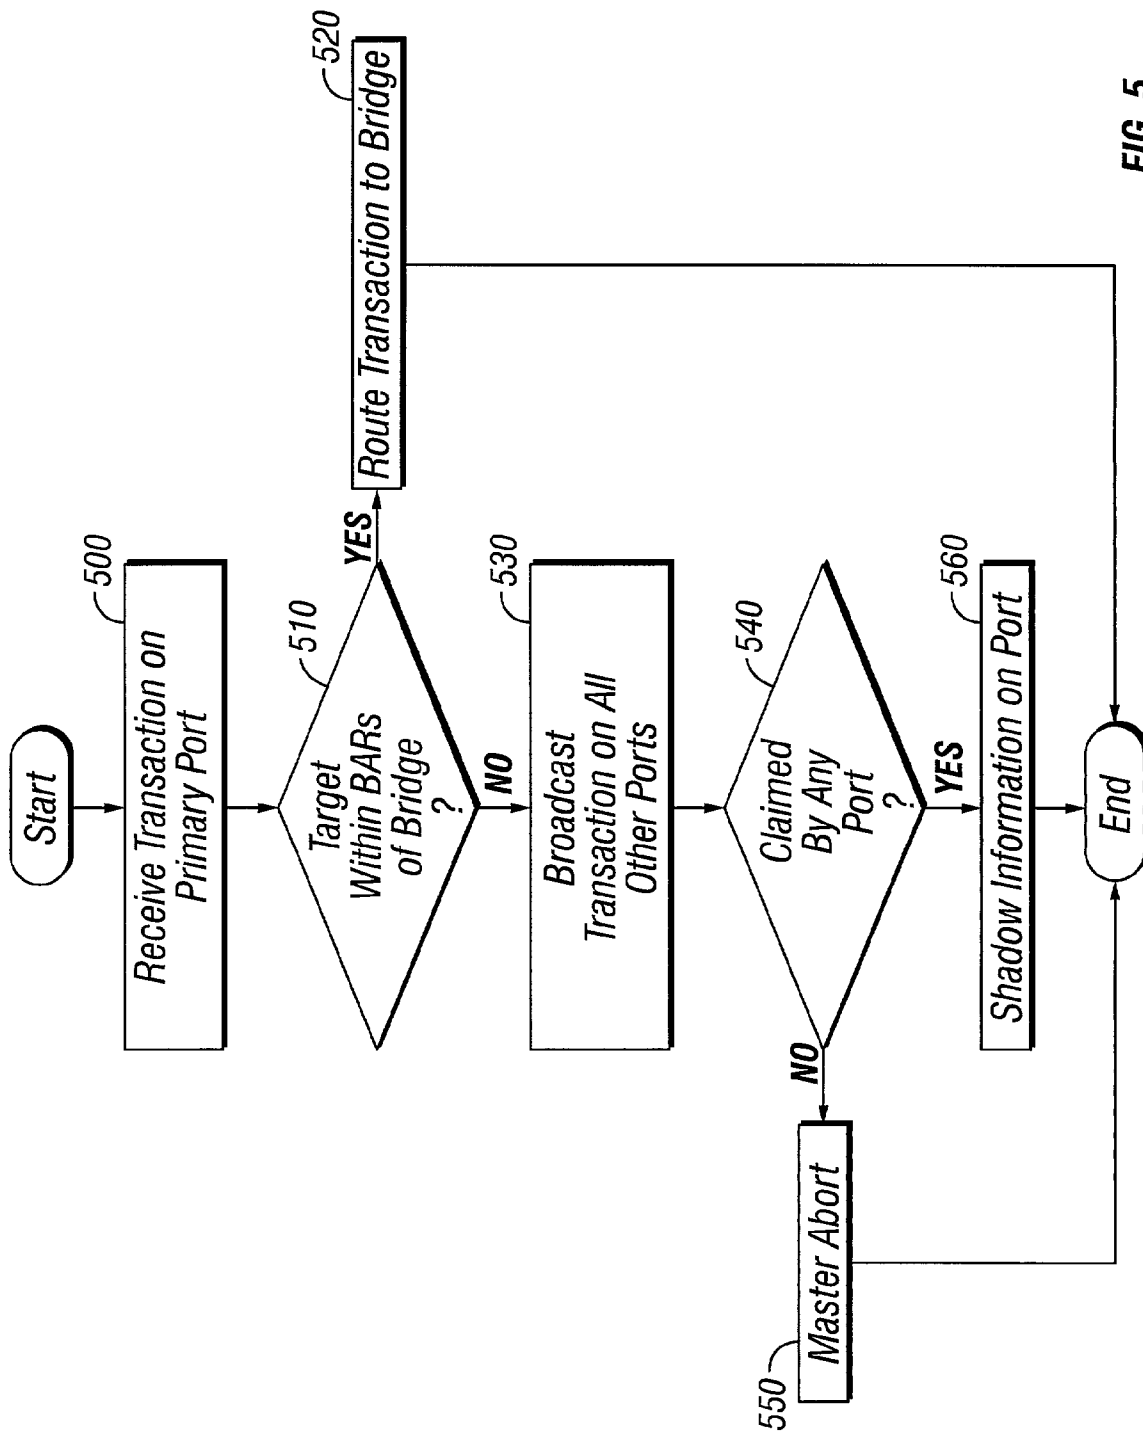 Start
500
Receive Transaction on
Primary Port
510
Target
Within BARs
of Bridge
?
YES
520
Route Transaction to Bridge
NO
530
Broadcast
Transaction on All
Other Ports
540
Claimed
By Any
Port
?
NO
550
Master Abort
YES
560
Shadow Information on Port
End
FIG. 5